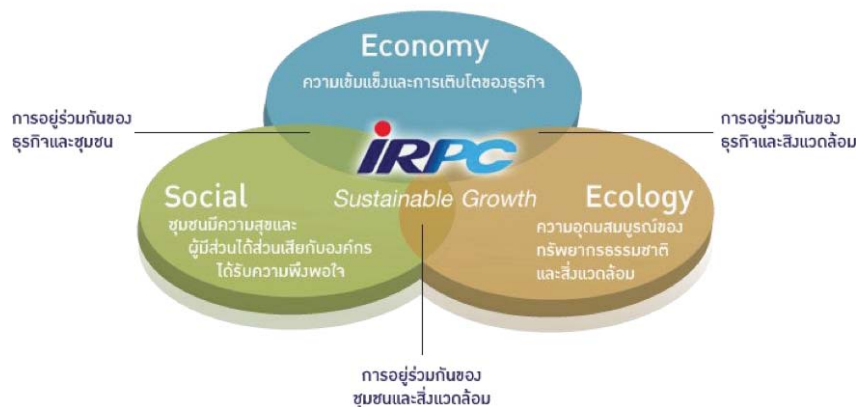 Economy
ความเข้มแข็งและการเติบโตของธุรกิจ
การอยู่ร่วมกันของ
ธุรกิจและชุมชน
การอยู่ร่วมกันของ
ธุรกิจและสิ่งแวดล้อม
IRPC
Sustainable Growth
Social
ชุมชนมีความสุขและ
ผู้มีส่วนได้ส่วนเสียกับองค์กร
ได้รับความพึงพอใจ
Ecology
ความอุดมสมบูรณ์ของ
ทรัพยากรธรรมชาติ
และสิ่งแวดล้อม
การอยู่ร่วมกันของ
ชุมชนและสิ่งแวดล้อม